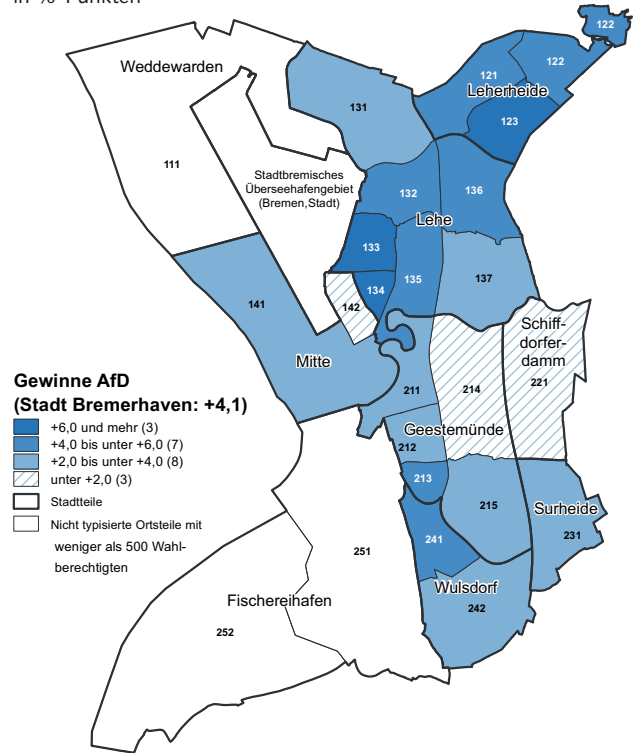 in %-Punkten
122
Weddewarden
121
122
Leherheide
131
123
111
Stadtbremisches
Überseehafengebiet
(Bremen,Stadt)
132
136
Lehe
133
135
137
134
141
142
Schiff-
dorfer-
damm
Mitte
221
214
211
Gewinne AfD
(Stadt Bremerhaven: +4,1)
+6,0 und mehr (3)
+4,0 bis unter +6,0 (7)
+2,0 bis unter +4,0 (8)
unter +2,0 (3)
Stadtteile
Nicht typisierte Ortsteile mit
weniger als 500 Wahl-
berechtigten
Geestemünde
212
213
215
Surheide
231
241
251
Wulsdorf
242
Fischereihafen
252